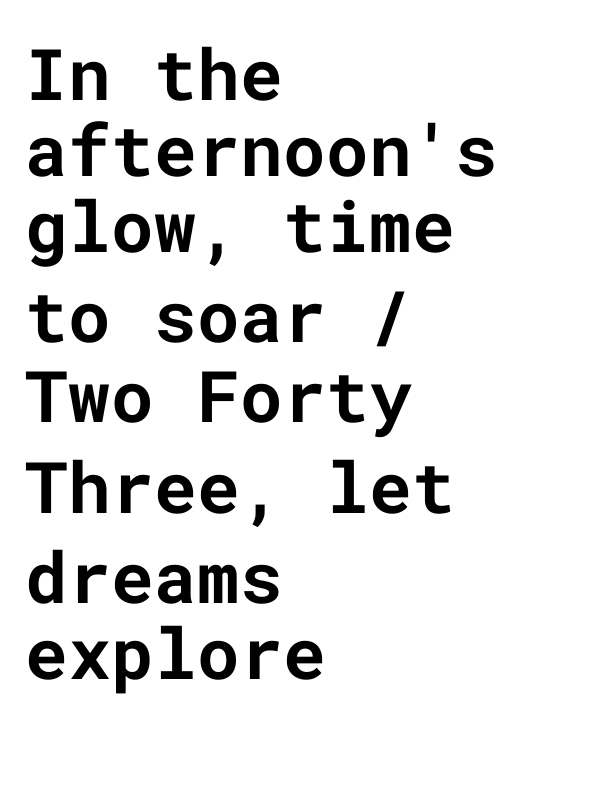 In the
afternoon's
glow, time
to soar /
Two Forty
Three, let
dreams
explore